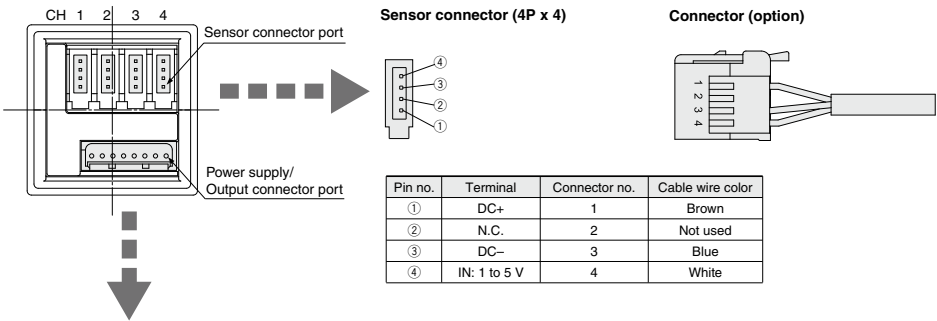 CH 1 2 3 4
Sensor connector port
Power supply/
Output connector port
Sensor connector (4P x 4)
④
③
②
①
Connector (option)
1
2
3
4
Pin no. Terminal Connector no. Cable wire color
① DC+ 1 Brown
② N.C. 2 Not used
③ DC– 3 Blue
④ IN: 1 to 5 V 4 White